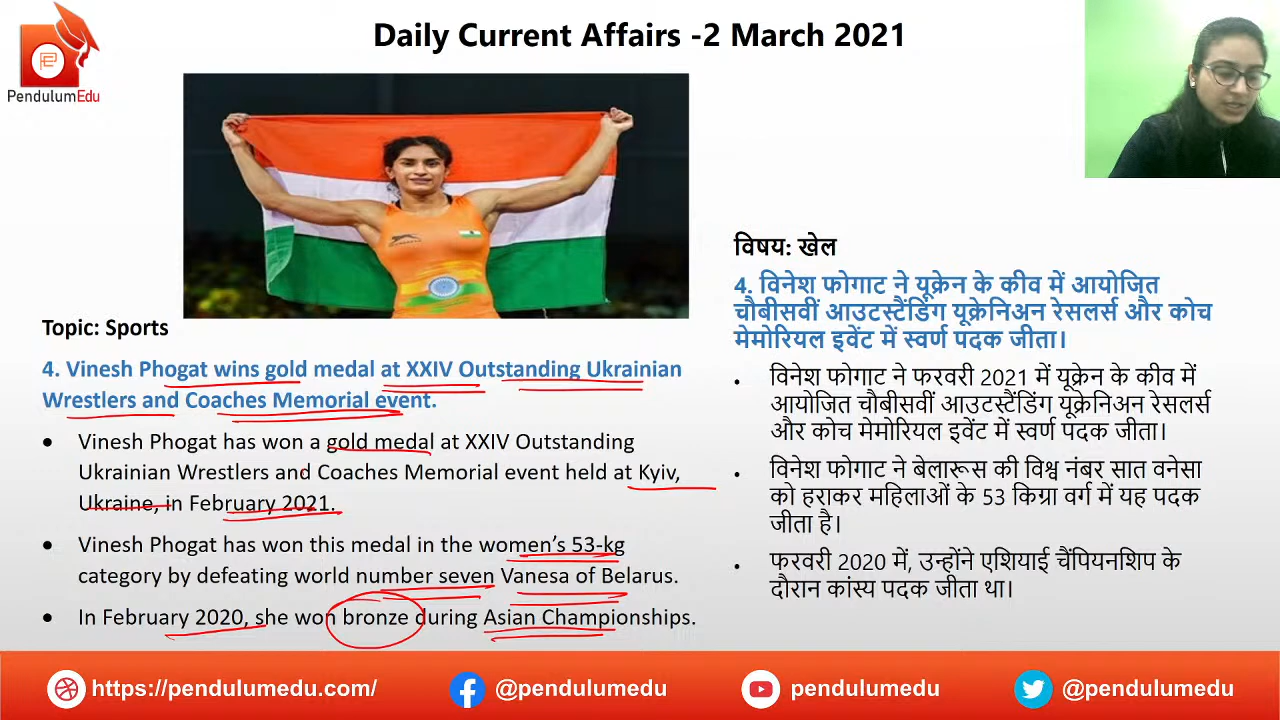 Daily Current Affairs -2 March 2021
PendulumEdu
Topic: Sports
4. Vinesh Phogat wins gold medal at XXIV Outstanding Ukrainian
Wrestlers and Coaches Memorial event.
● Vinesh Phogat has won a gold medal at XXIV Outstanding
Ukrainian Wrestlers and Coaches Memorial event held at Kyiv,
Ukraine, in February 2021.
● Vinesh Phogat has won this medal in the women's 53-kg
category by defeating world number seven Vanesa of Belarus.
● In February 2020, she won bronze during Asian Championships.
विषय: खेल
4. विनेश फोगाट ने यूक्रेन के कीव में आयोजित
चौबीसवीं आउटस्टैंडिंग यूक्रेनिअन रेसलर्स और कोच
मेमोरियल इवेंट में स्वर्ण पदक जीता।
• विनेश फोगाट ने फरवरी 2021 में यूक्रेन के कीव में
आयोजित चौबीसवीं आउटस्टैंडिंग यूक्रेनिअन रेसलर्स
और कोच मेमोरियल इवेंट में स्वर्ण पदक जीता।
• विनेश फोगाट ने बेलारूस की विश्व नंबर सात वनेसा
को हराकर महिलाओं के 53 किग्रा वर्ग में यह पदक
जीता है।
• फरवरी 2020 में, उन्होंने एशियाई चैंपियनशिप के
दौरान कांस्य पदक जीता था।
https://pendulumedu.com/
@pendulumedu
pendulumedu
@pendulumedu